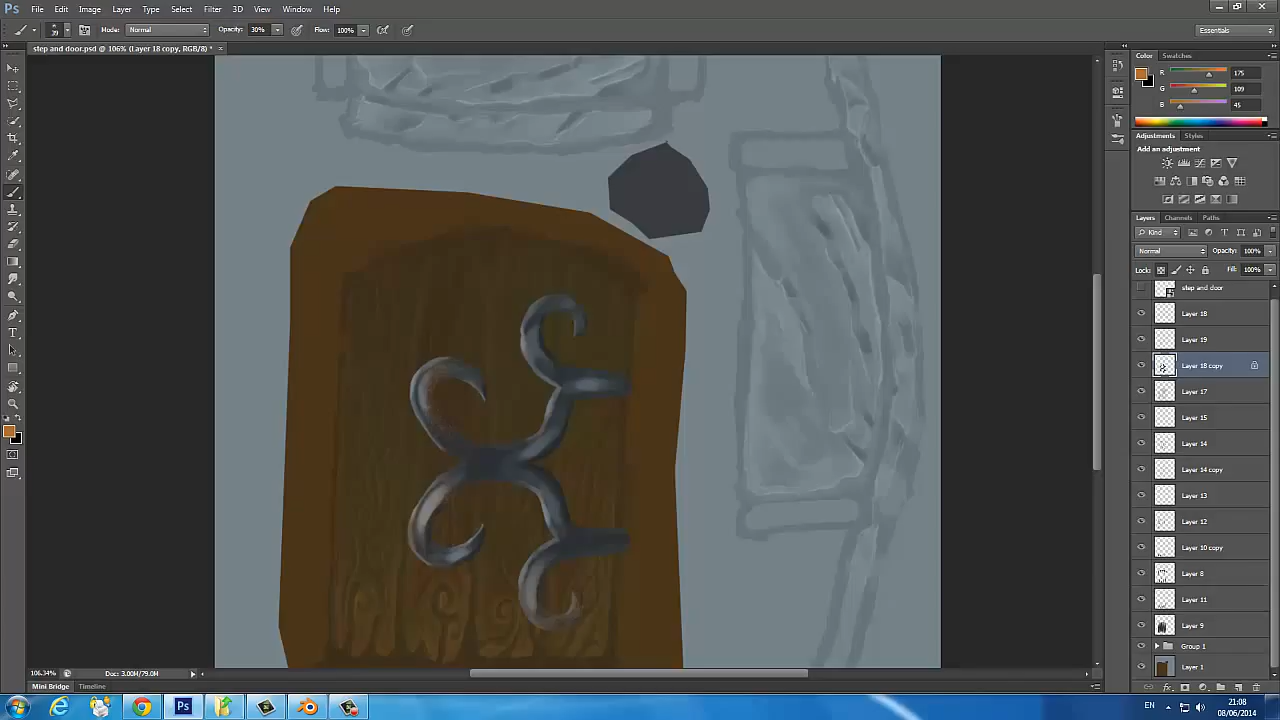 Ps File Edit Image Layer Type Select Filter 3D View Window Help
39 Mode: Normal Opacity: 30% Flow: 100% Essentials
step and door.psd @ 106% (Layer 18 copy, RGB/8) * ×
Color Swatches
R 175
G 109
B 45
Adjustments Styles
Add an adjustment
Layers Channels Paths
Kind
Normal Opacity: 100%
Lock: Fill: 100%
step and door
Layer 18
Layer 19
Layer 18 copy
Layer 17
Layer 15
Layer 14
Layer 14 copy
Layer 13
Layer 12
Layer 10 copy
Layer 8
Layer 11
Layer 9
Group 1
Layer 1
106.34% Doc: 3.00M/79.0M
Mini Bridge Timeline
Ps
EN 21:08
08/06/2014